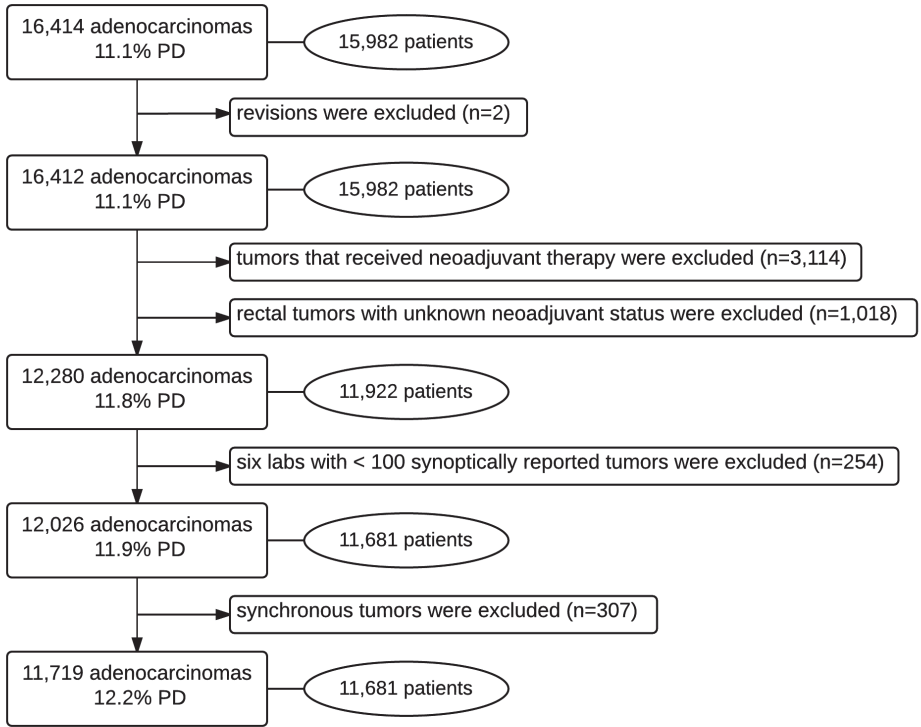 16,414 adenocarcinomas
11.1% PD
15,982 patients
revisions were excluded (n=2)
16,412 adenocarcinomas
11.1% PD
15,982 patients
tumors that received neoadjuvant therapy were excluded (n=3,114)
rectal tumors with unknown neoadjuvant status were excluded (n=1,018)
12,280 adenocarcinomas
11.8% PD
11,922 patients
six labs with < 100 synoptically reported tumors were excluded (n=254)
12,026 adenocarcinomas
11.9% PD
11,681 patients
synchronous tumors were excluded (n=307)
11,719 adenocarcinomas
12.2% PD
11,681 patients